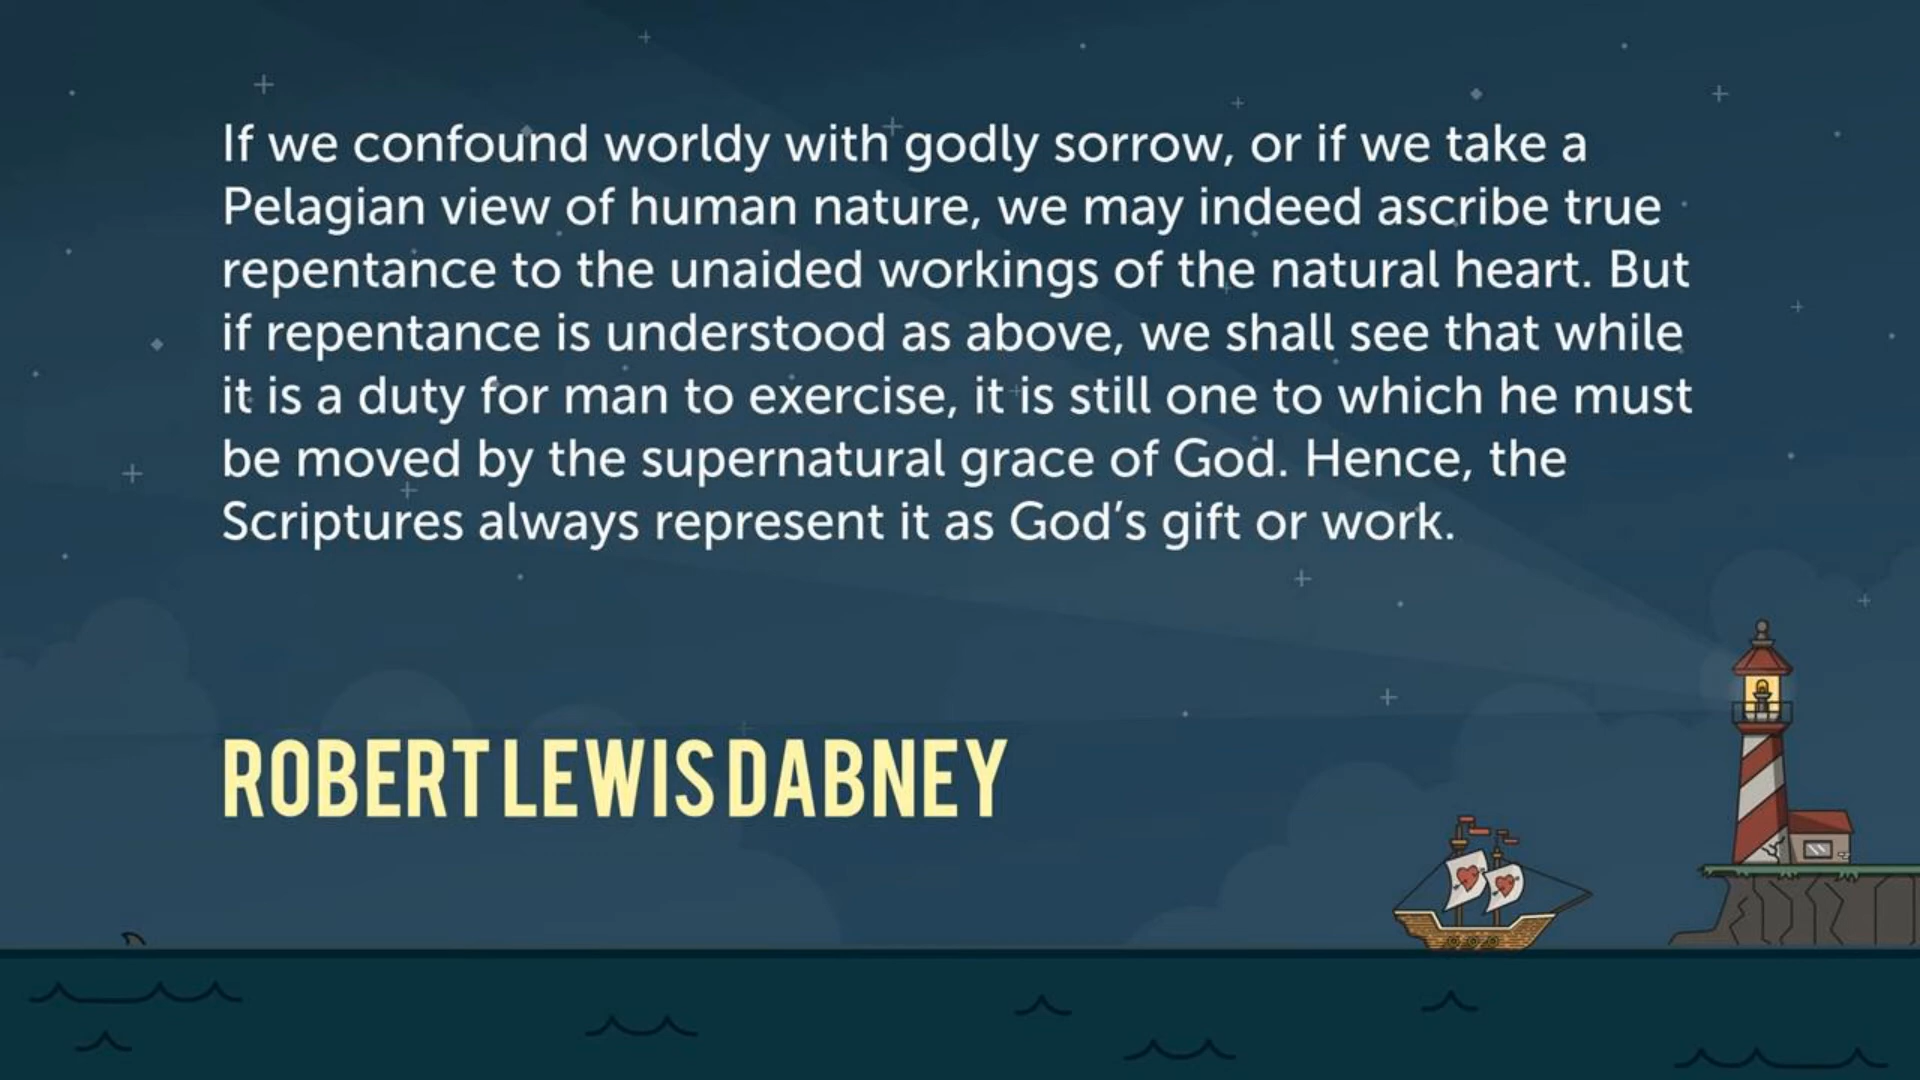 If we confound worldy with godly sorrow, or if we take a
Pelagian view of human nature, we may indeed ascribe true
repentance to the unaided workings of the natural heart. But
if repentance is understood as above, we shall see that while
it is a duty for man to exercise, it is still one to which he must
be moved by the supernatural grace of God. Hence, the
Scriptures always represent it as God's gift or work.
ROBERT LEWIS DABNEY